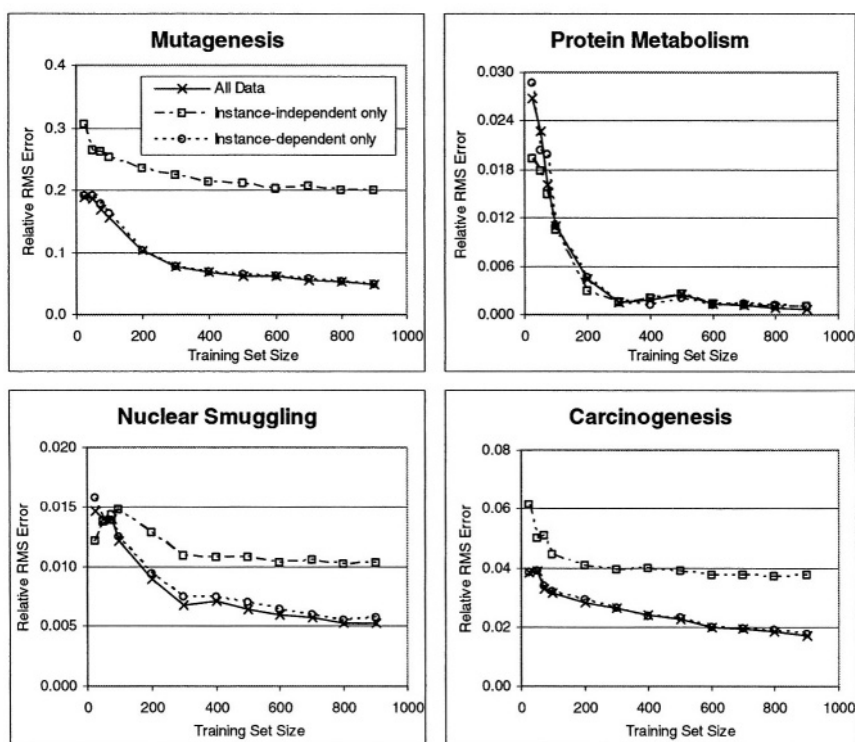 Mutagenesis
Relative RMS Error
0.4
0.3
0.2
0.1
0.0
All Data
Instance-independent only
Instance-dependent only
0 200 400 600 800 1000
Training Set Size
Protein Metabolism
Relative RMS Error
0.030
0.024
0.018
0.012
0.006
0.000
0 200 400 600 800 1000
Training Set Size
Nuclear Smuggling
Relative RMS Error
0.020
0.015
0.010
0.005
0.000
0 200 400 600 800 1000
Training Set Size
Carcinogenesis
Relative RMS Error
0.08
0.06
0.04
0.02
0.00
0 200 400 600 800 1000
Training Set Size